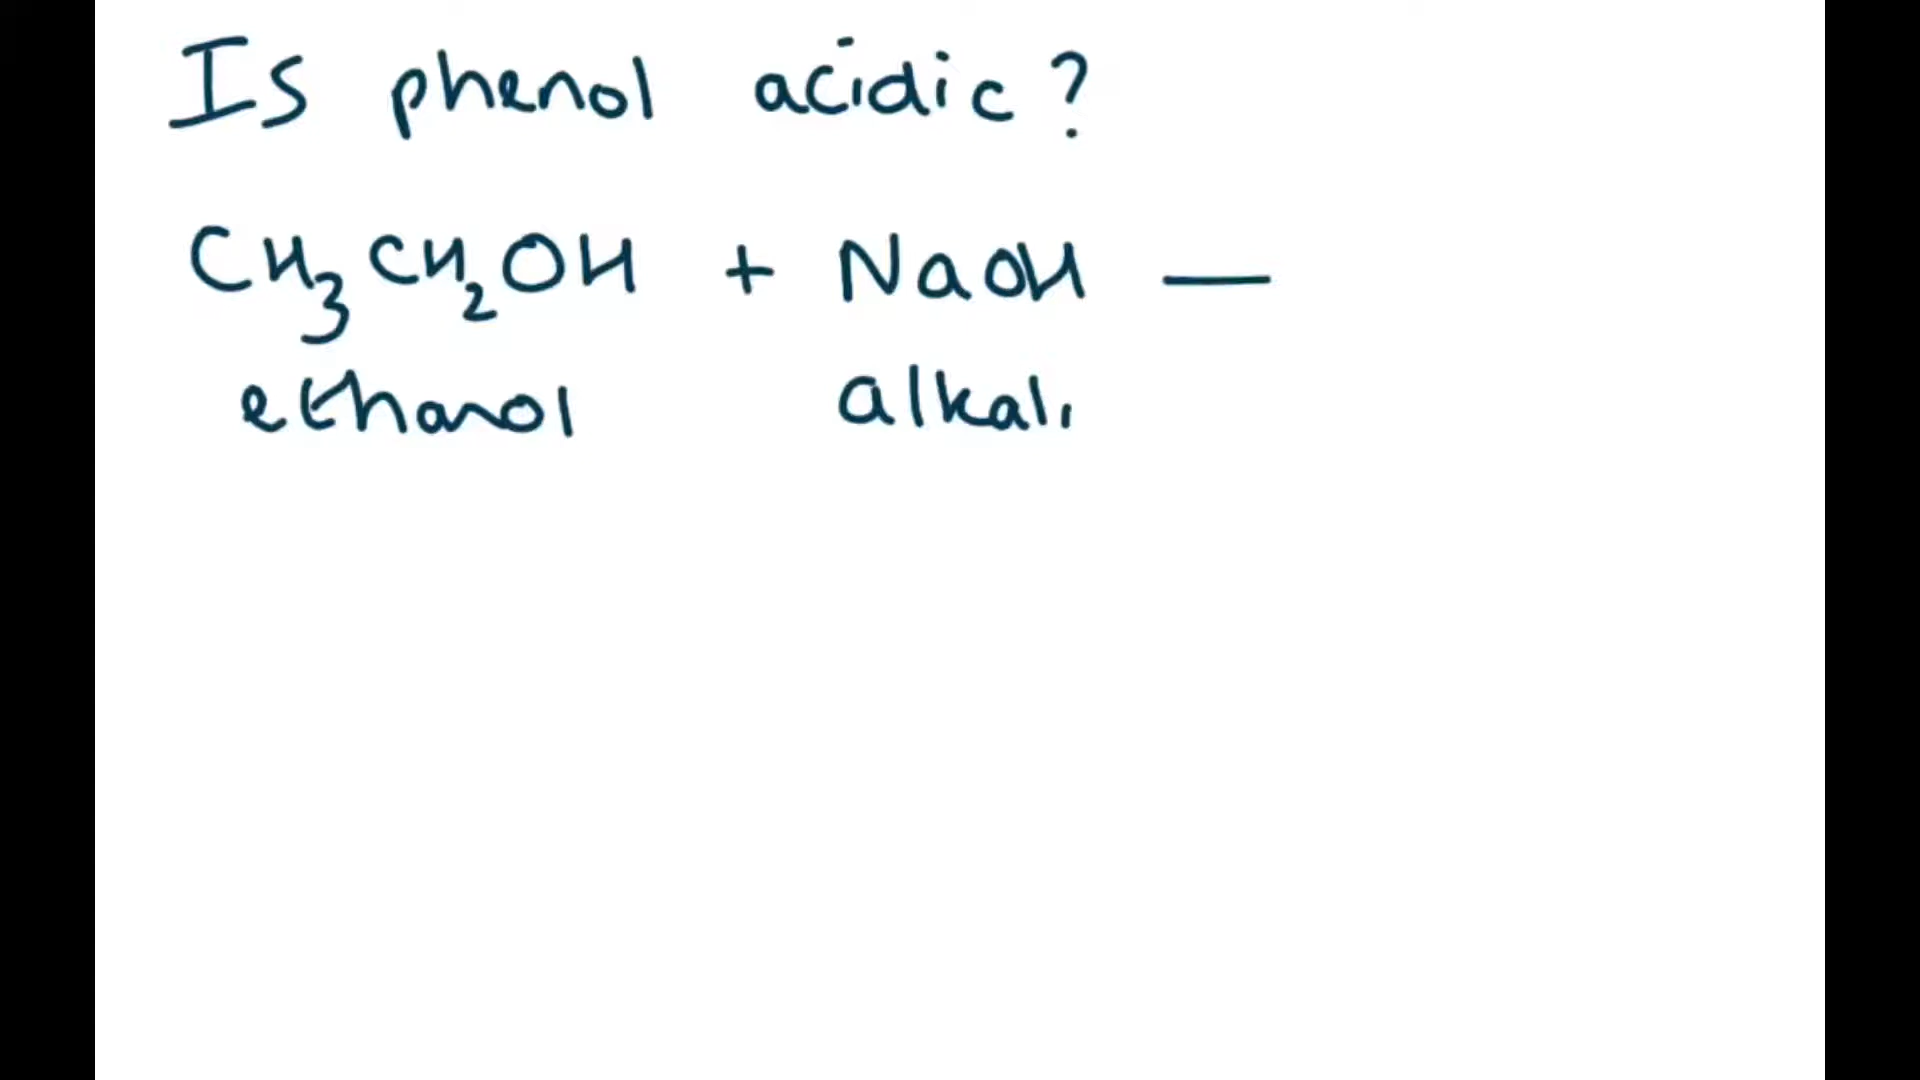 Is phenol acidic?
CH₃CH₂OH + NaOH —
ethanol alkali